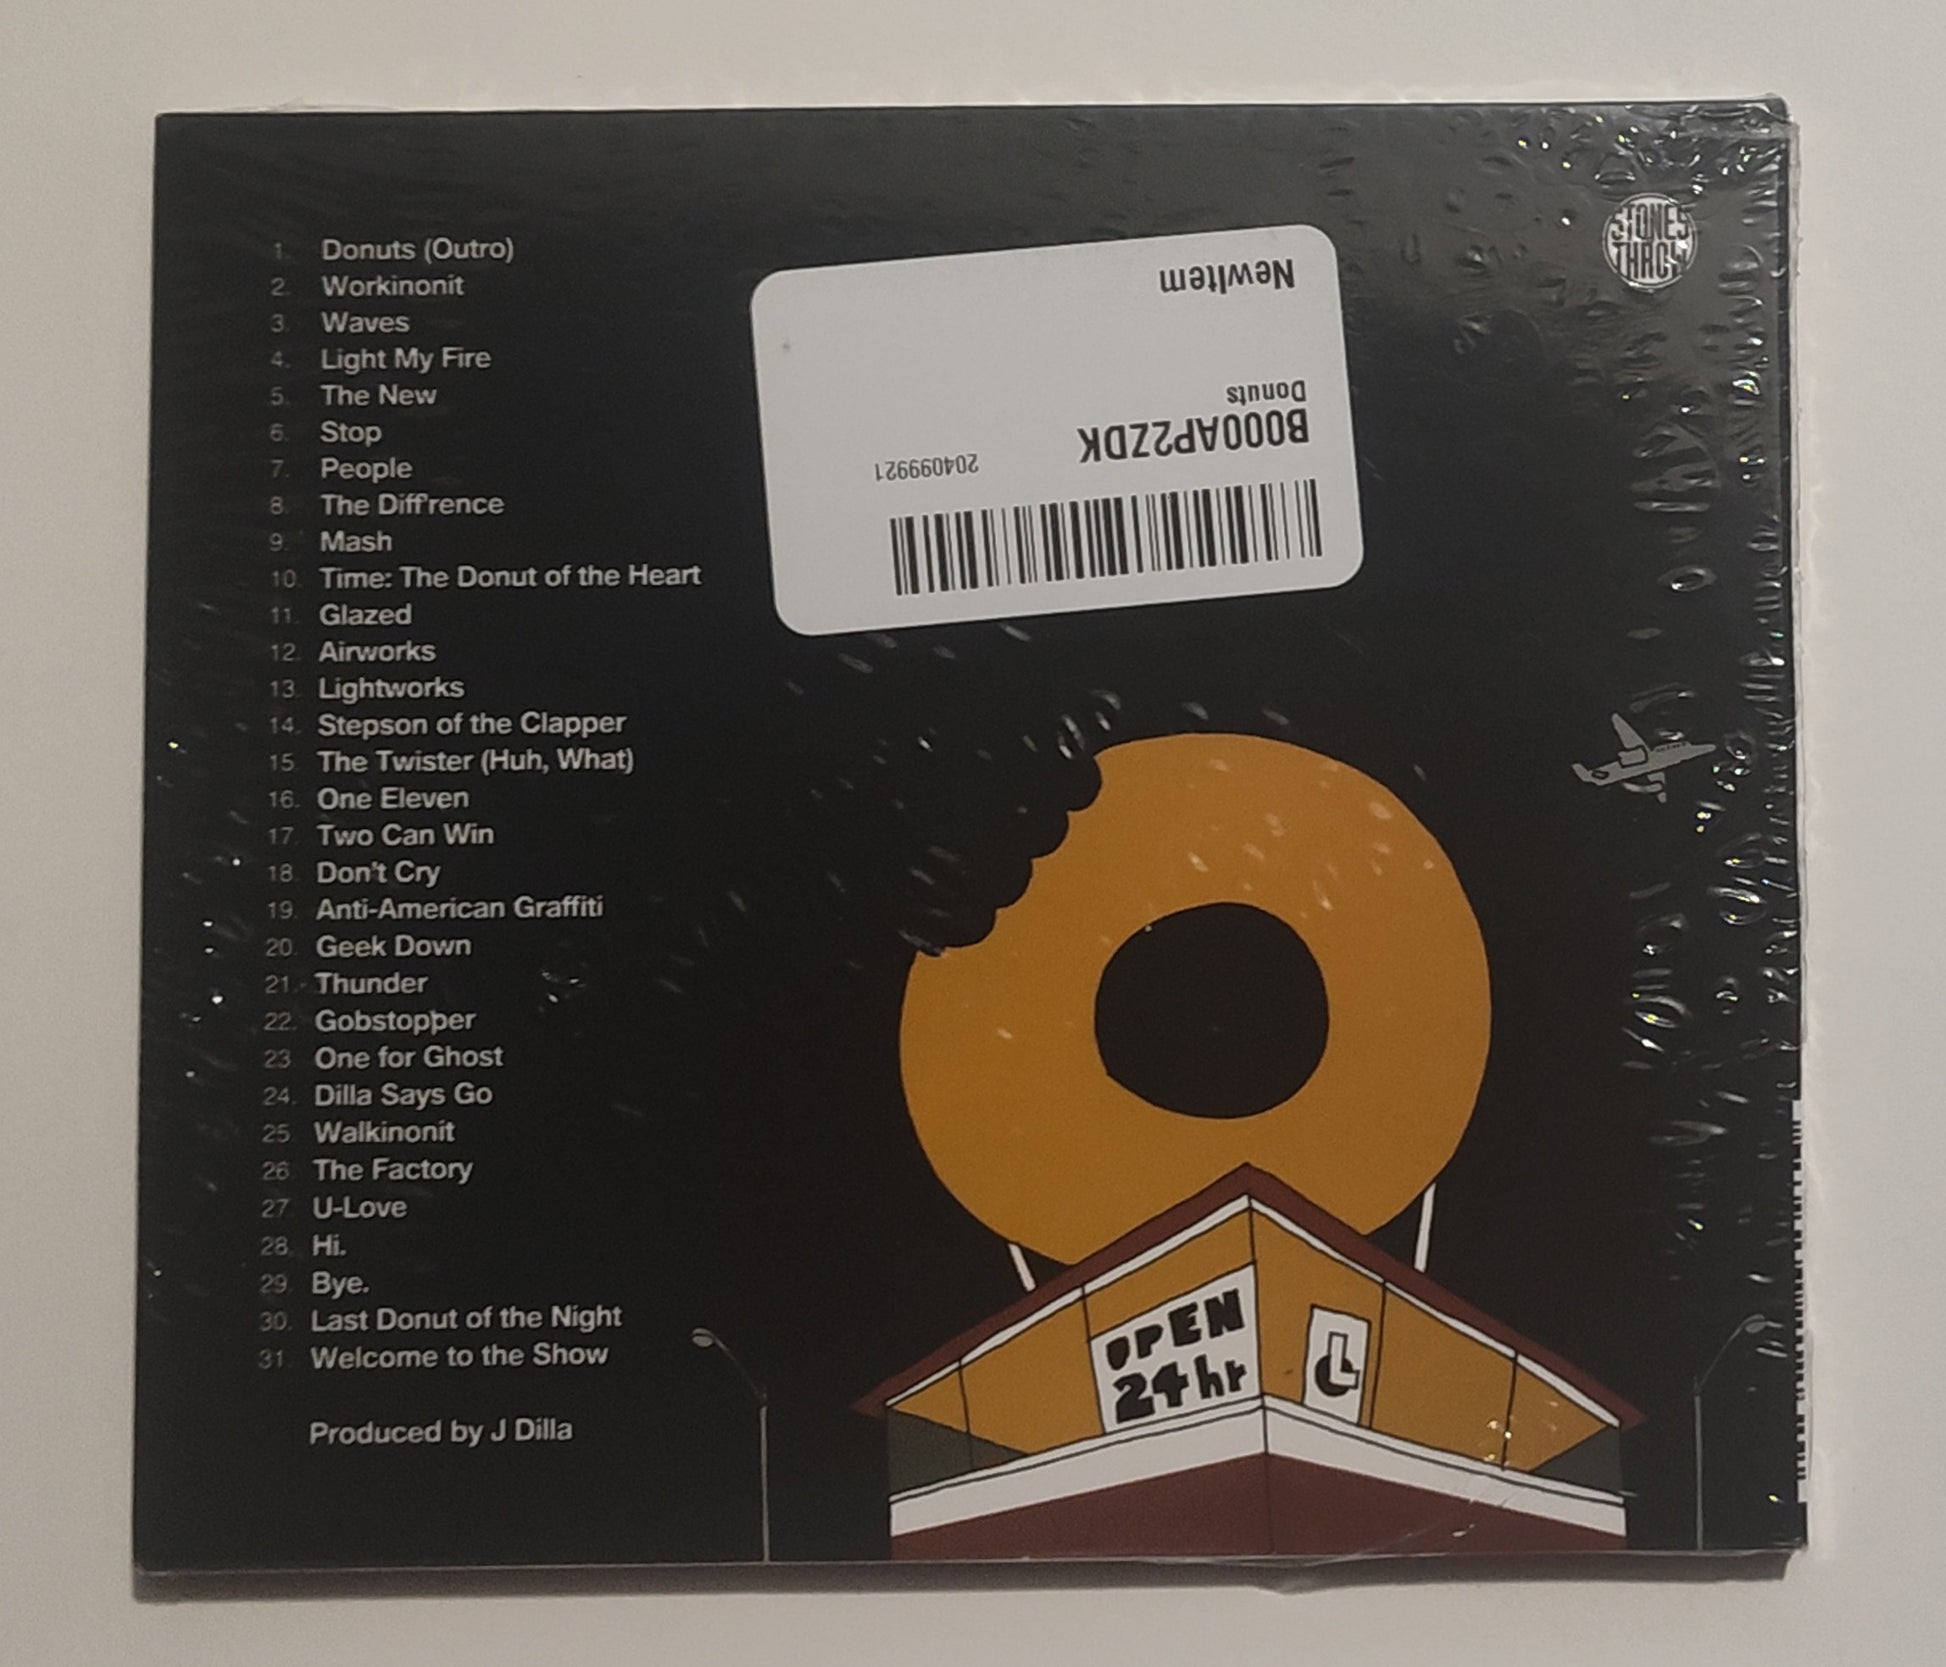 1. Donuts (Outro)
2. Workinonit
3. Waves
4. Light My Fire
5. The New
6. Stop
7. People
8. The Diff'rence
9. Mash
10. Time: The Donut of the Heart
11. Glazed
12. Airworks
13. Lightworks
14. Stepson of the Clapper
15. The Twister (Huh, What)
16. One Eleven
17. Two Can Win
18. Don't Cry
19. Anti-American Graffiti
20. Geek Down
21. Thunder
22. Gobstopper
23. One for Ghost
24. Dilla Says Go
25. Walkinonit
26. The Factory
27. U-Love
28. Hi.
29. Bye.
30. Last Donut of the Night
31. Welcome to the Show
Produced by J Dilla
STONES
THROW
B000AP2ZDK 204099921
Donuts
NewItem
OPEN
24hr